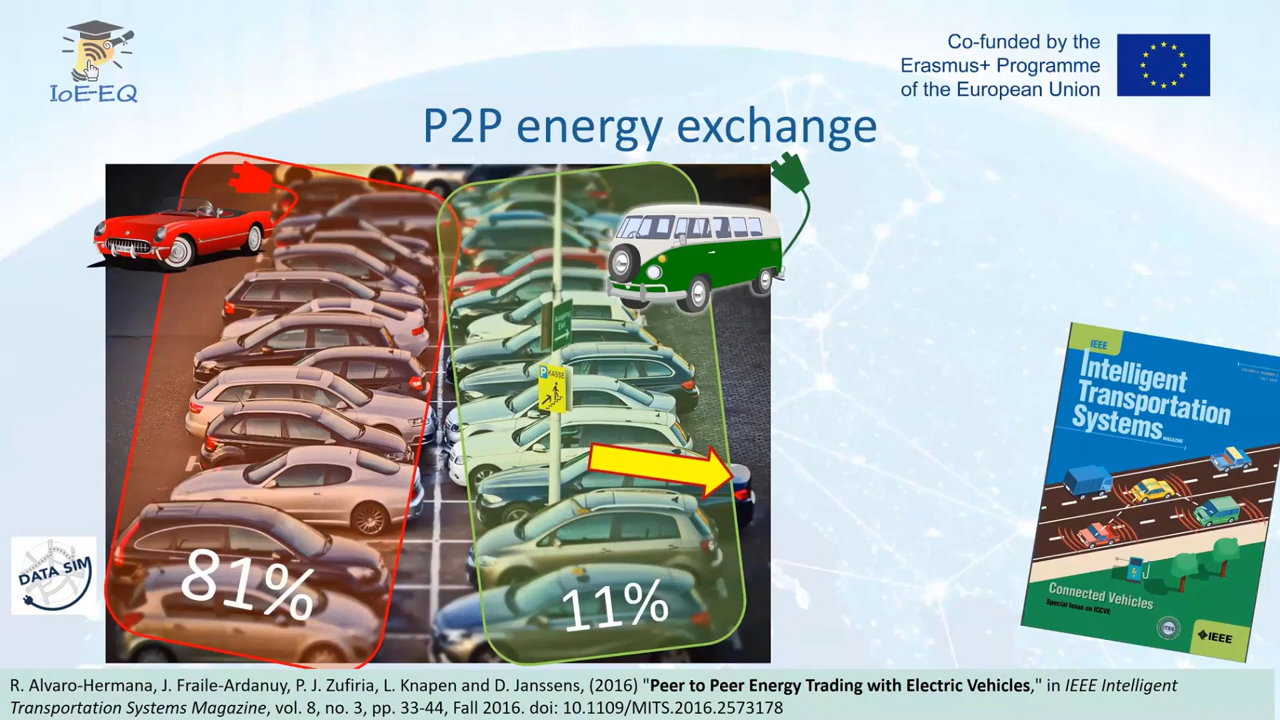 IoE-EQ
Co-funded by the
Erasmus+ Programme
of the European Union
P2P energy exchange
KASSE
P
IEEE
Intelligent
Transportation
Systems
MAGAZINE
Connected Vehicles
Special Issue on ICCVE
IEEE
DATA SIM
81%
11%
R. Alvaro-Hermana, J. Fraile-Ardanuy, P. J. Zufiria, L. Knapen and D. Janssens, (2016) "Peer to Peer Energy Trading with Electric Vehicles," in IEEE Intelligent
Transportation Systems Magazine, vol. 8, no. 3, pp. 33-44, Fall 2016. doi: 10.1109/MITS.2016.2573178